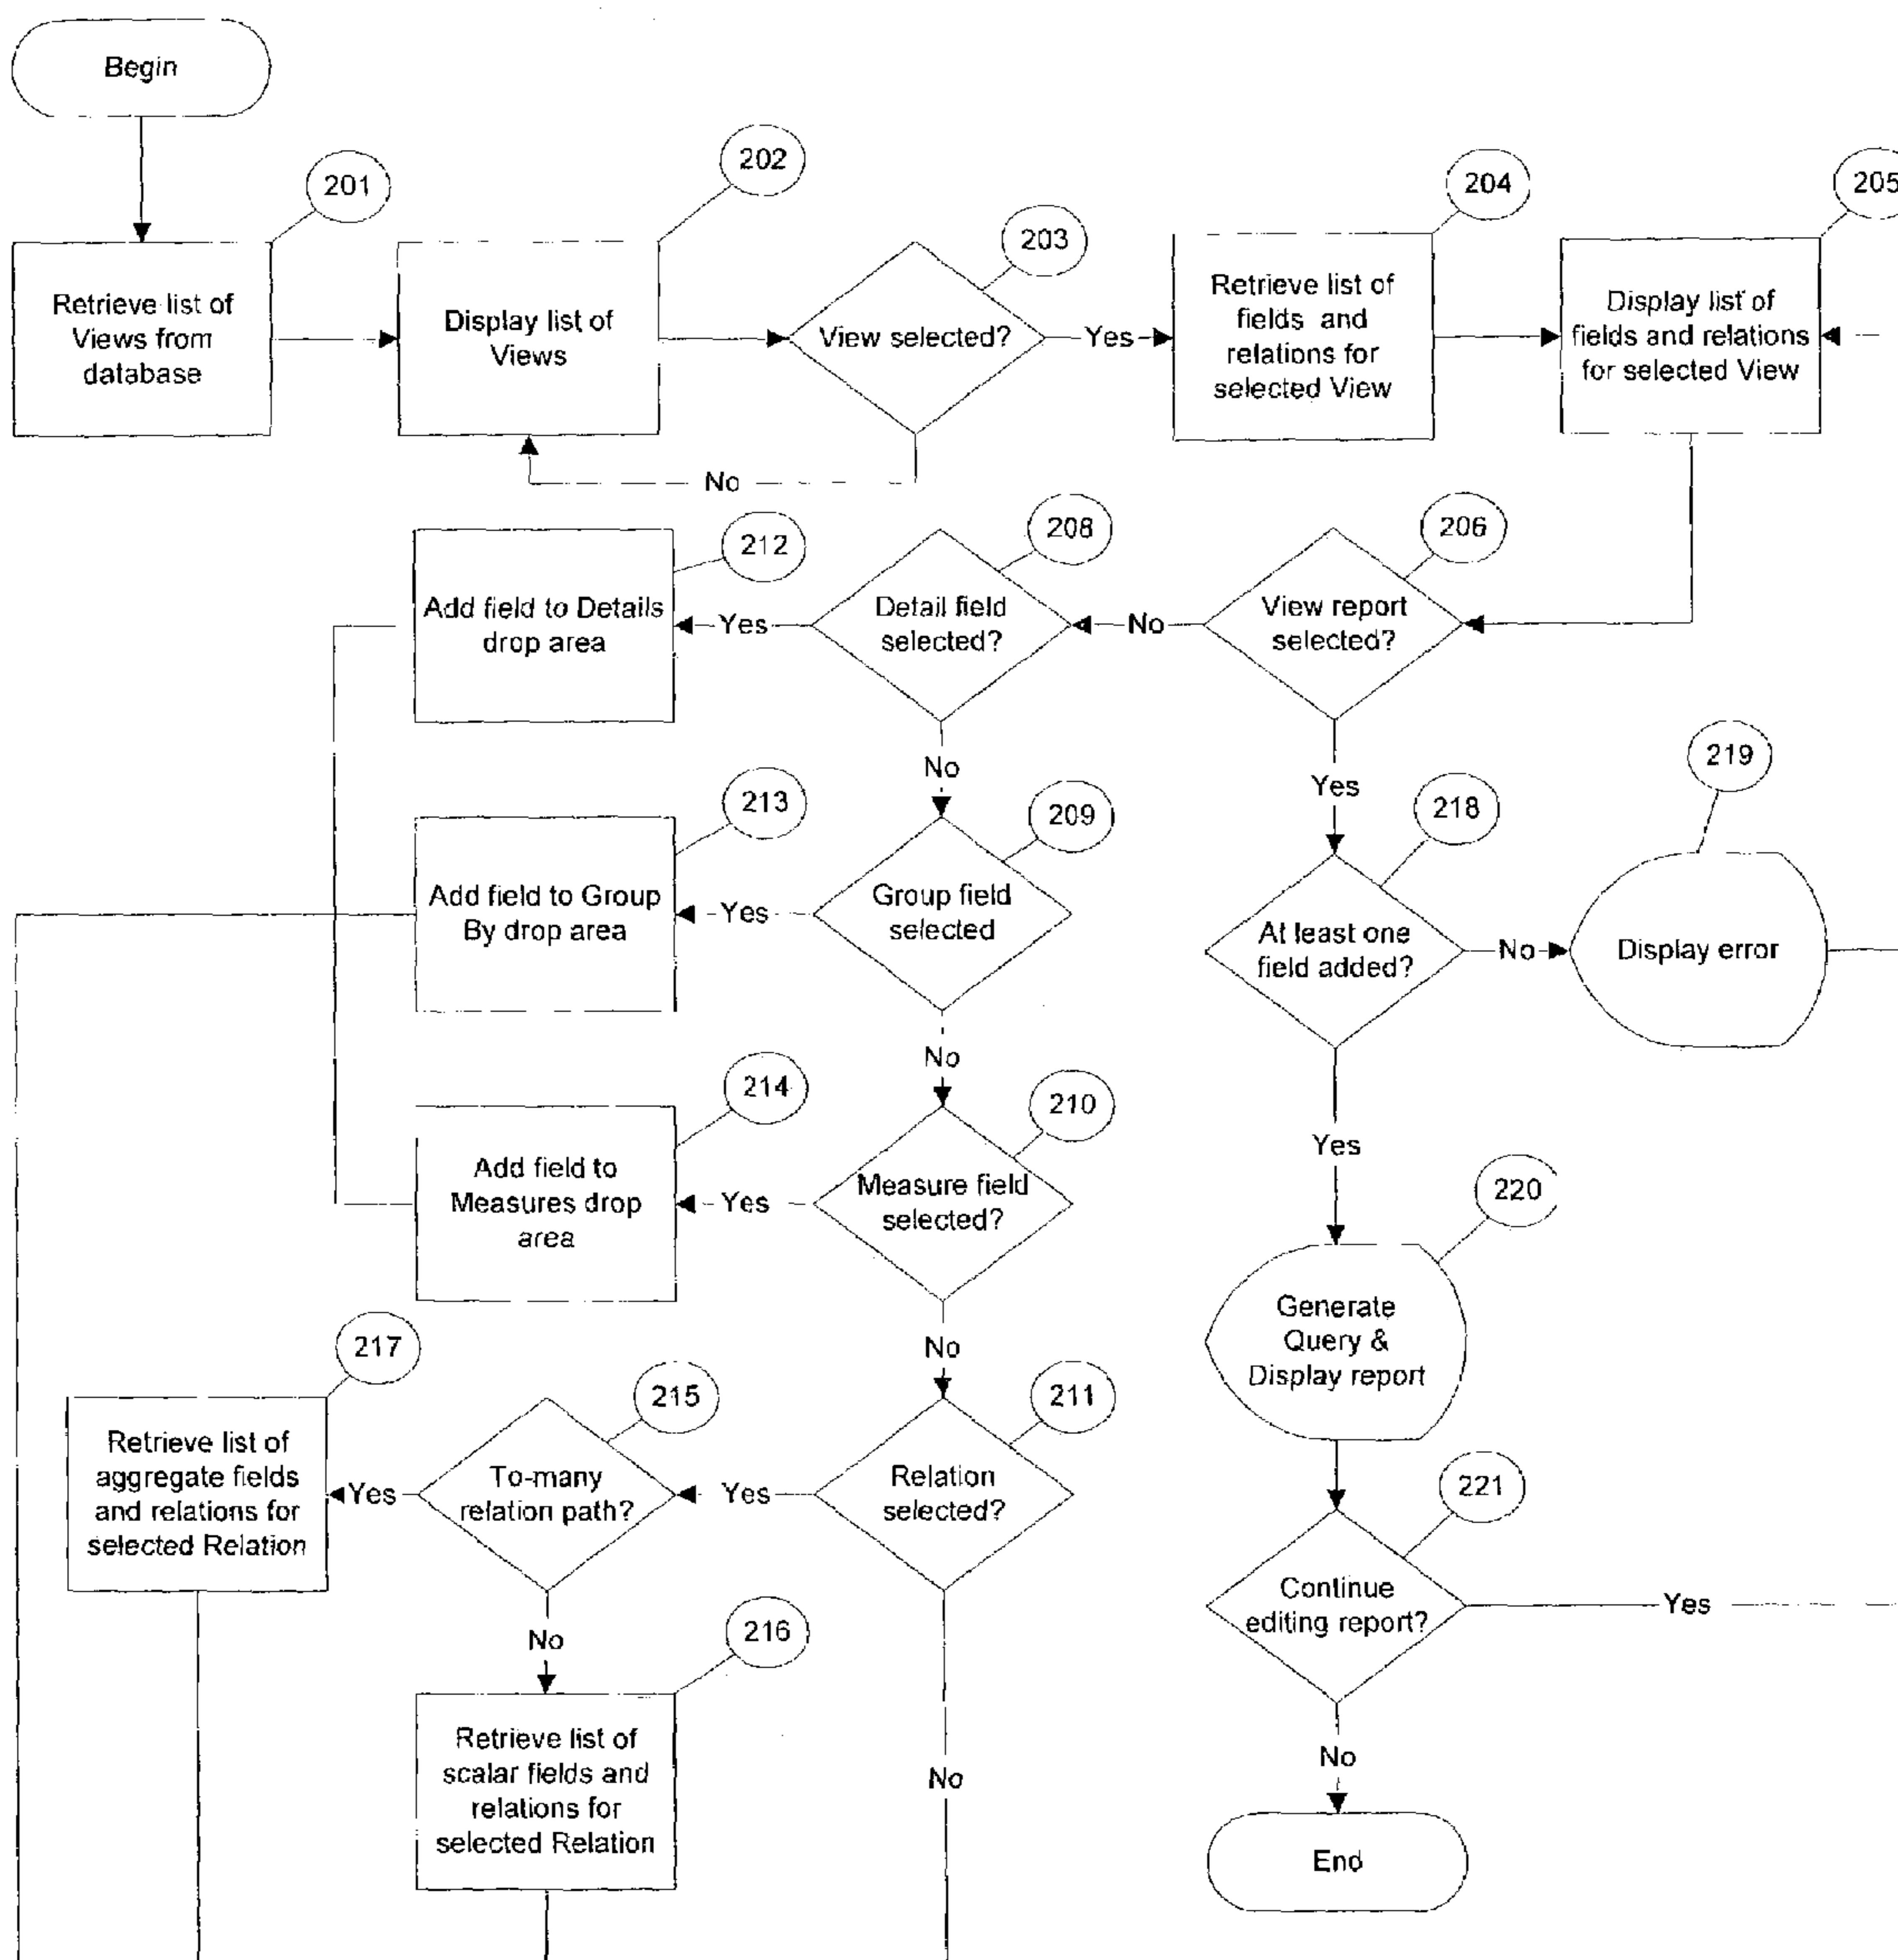 Begin
201
202
203
204
205
Retrieve list of
Views from
database
Display list of
Views
View selected?
Yes
Retrieve list of
fields and
relations for
selected View
Display list of
fields and relations
for selected View
No
212
208
206
Add field to Details
drop area
Yes
Detail field
selected?
No
View report
selected?
No
Yes
219
213
209
218
Add field to Group
By drop area
Yes
Group field
selected
At least one
field added?
No
Display error
No
214
210
Yes
220
Add field to
Measures drop
area
Yes
Measure field
selected?
Generate
Query &
Display report
No
217
215
211
221
Retrieve list of
aggregate fields
and relations for
selected Relation
Yes
To-many
relation path?
Yes
Relation
selected?
Continue
editing report?
Yes
No
216
Retrieve list of
scalar fields and
relations for
selected Relation
No
No
End